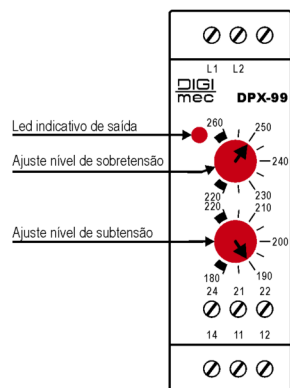 L1 L2
DIGI
mec DPX-99
Led indicativo de saída
260 250
Ajuste nível de sobretensão
240
220 230
220 210
Ajuste nível de subtensão
200
180 190
24 21 22
14 11 12